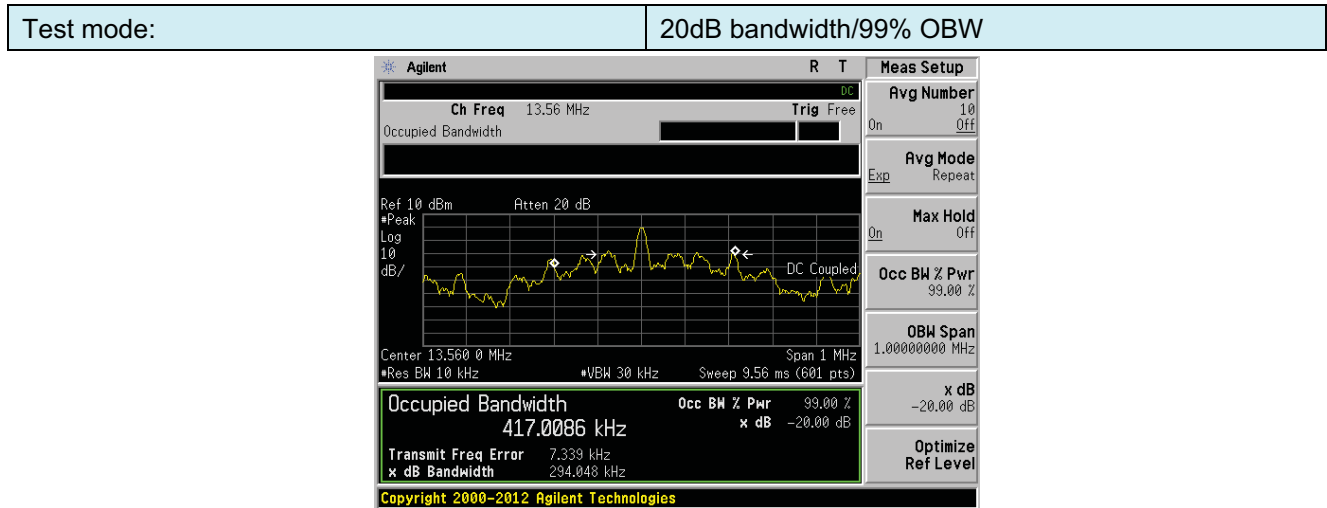 Test mode: 20dB bandwidth/99% OBW
Agilent R T
DC
Ch Freq 13.56 MHz Trig Free
Occupied Bandwidth
Ref 10 dBm Atten 20 dB
#Peak
Log
10
dB/
DC Coupled
Center 13.560 0 MHz Span 1 MHz
#Res BW 10 kHz #VBW 30 kHz Sweep 9.56 ms (601 pts)
Occupied Bandwidth Occ BW % Pwr 99.00 %
417.0086 kHz x dB -20.00 dB
Transmit Freq Error 7.339 kHz
x dB Bandwidth 294.048 kHz
Copyright 2000-2012 Agilent Technologies
Meas Setup
Avg Number
10
On Off
Avg Mode
Exp Repeat
Max Hold
On Off
Occ BW % Pwr
99.00 %
OBW Span
1.00000000 MHz
x dB
-20.00 dB
Optimize
Ref Level